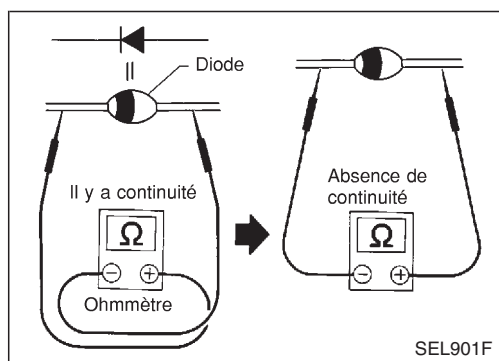 Diode
Il y a continuité
Ω
⊖ ⊕
Ohmmètre
Absence de
continuité
Ω
⊖ ⊕
SEL901F